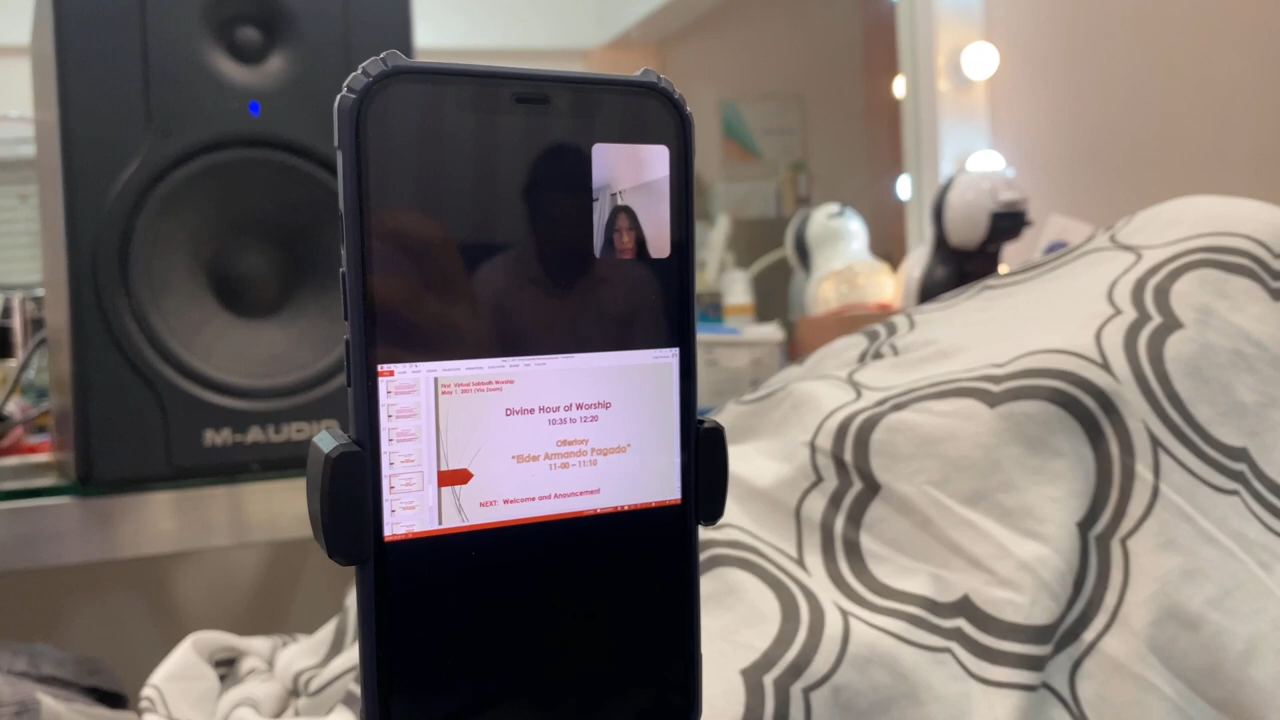 M-AUDIO
First Virtual Sabbath Worship
May 1, 2021 (Via Zoom)
Divine Hour of Worship
10:35 to 12:20
Offertory
"Elder Armando Pagado"
11-00 – 11:10
NEXT: Welcome and Anouncement